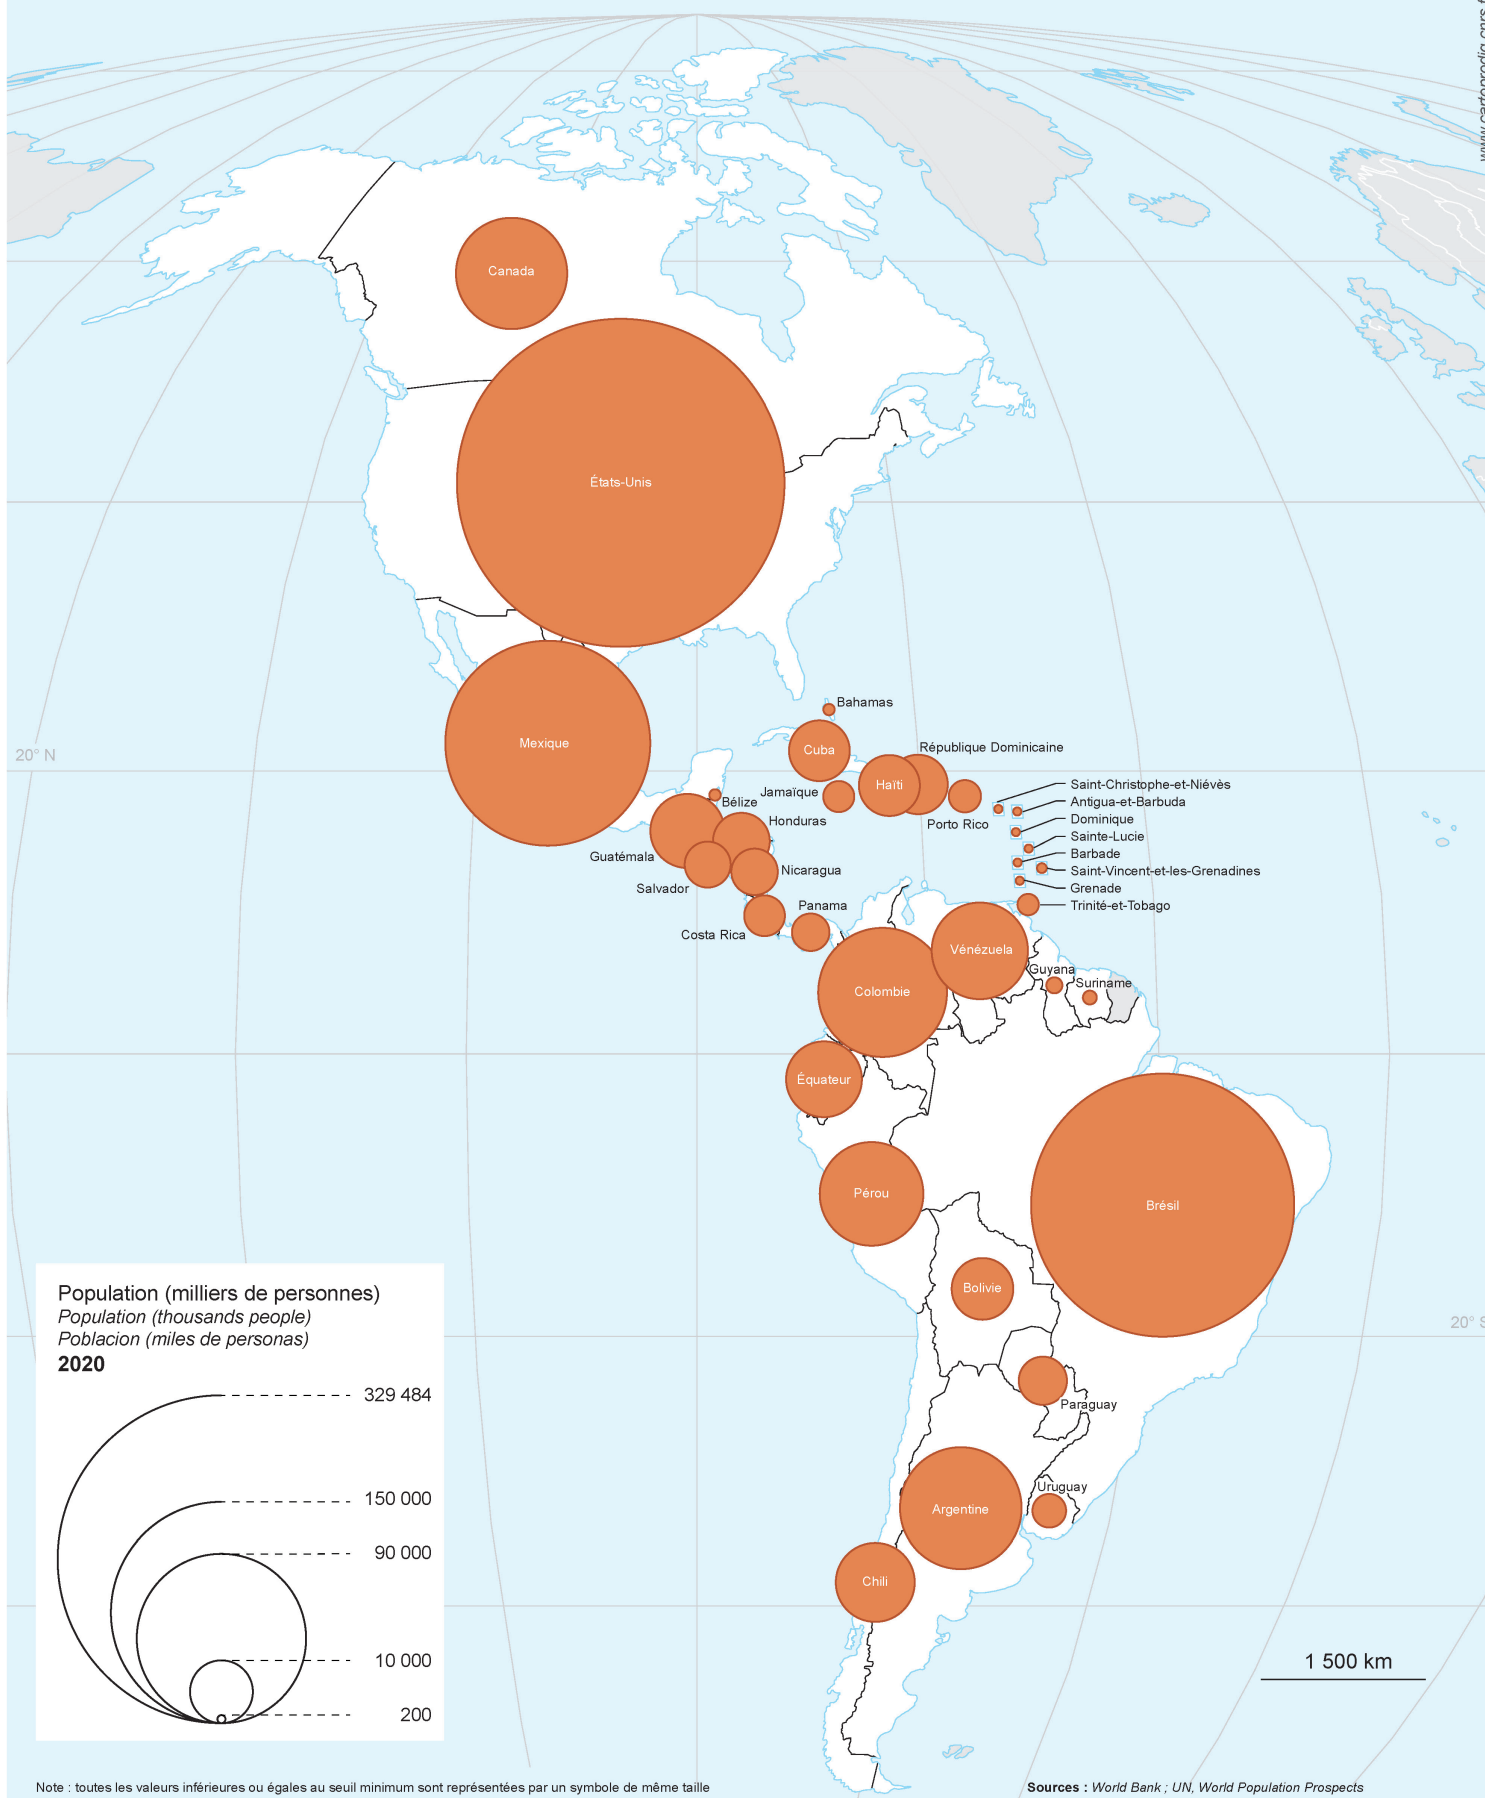 www.cartoprodig.cnrs.f
Canada
États-Unis
Mexique
Bahamas
Cuba
République Dominicaine
20° N
Haïti
Jamaïque
Bélize
Porto Rico
Saint-Christophe-et-Niévès
Antigua-et-Barbuda
Dominique
Sainte-Lucie
Barbade
Saint-Vincent-et-les-Grenadines
Grenade
Trinité-et-Tobago
Honduras
Guatémala
Nicaragua
Salvador
Panama
Costa Rica
Vénézuela
Guyana
Suriname
Colombie
Équateur
Pérou
Brésil
Bolivie
20° S
Paraguay
Uruguay
Argentine
Chili
Population (milliers de personnes)
Population (thousands people)
Poblacion (miles de personas)
2020
329 484
150 000
90 000
10 000
200
1 500 km
Note : toutes les valeurs inférieures ou égales au seuil minimum sont représentées par un symbole de même taille
Sources : World Bank ; UN, World Population Prospects